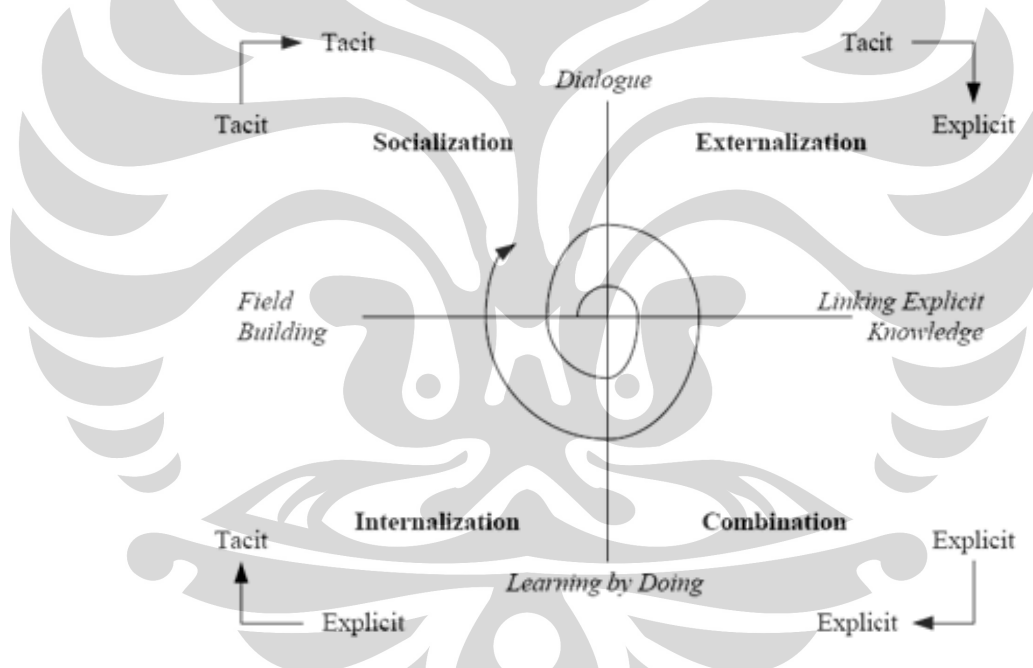 Tacit
Tacit
Dialogue
Tacit
Explicit
Socialization
Externalization
Field
Building
Linking Explicit
Knowledge
Internalization
Combination
Tacit
Explicit
Explicit
Explicit
Learning by Doing